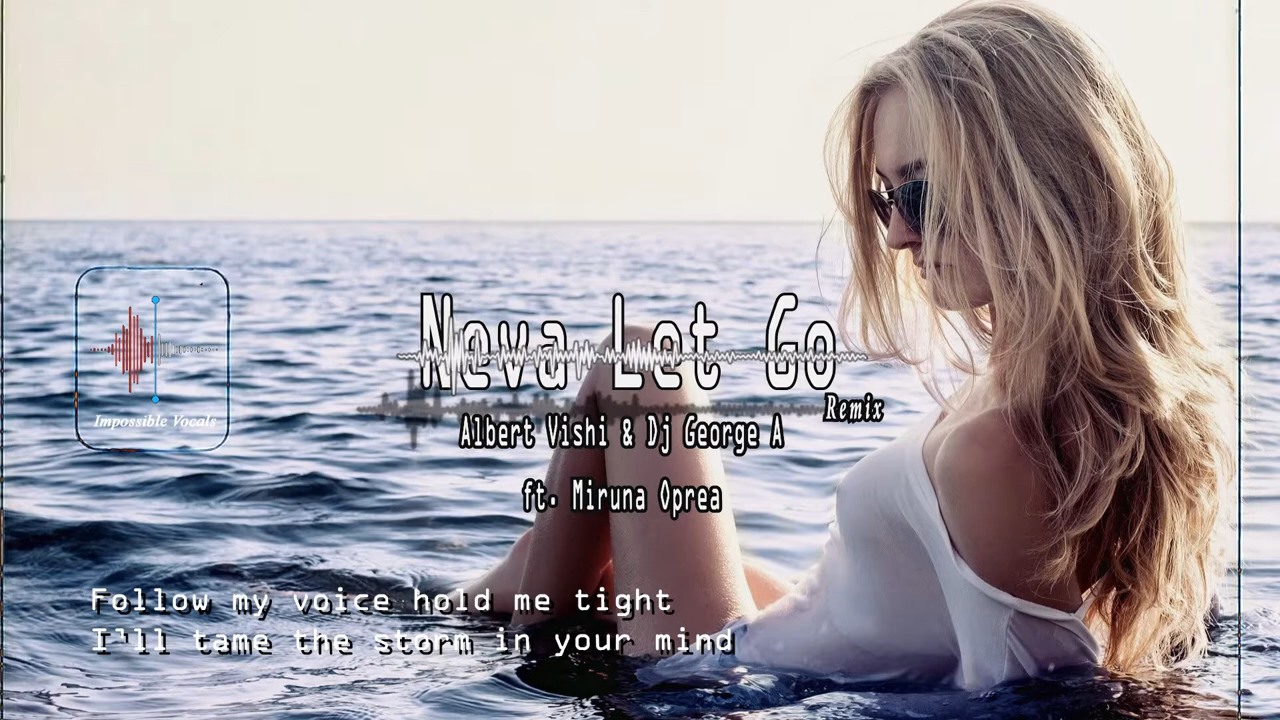 Neva Let Go
Remix
Albert Vishi & Dj George A
ft. Miruna Oprea
Impossible Vocals
Follow my voice hold me tight
I'll tame the storm in your mind